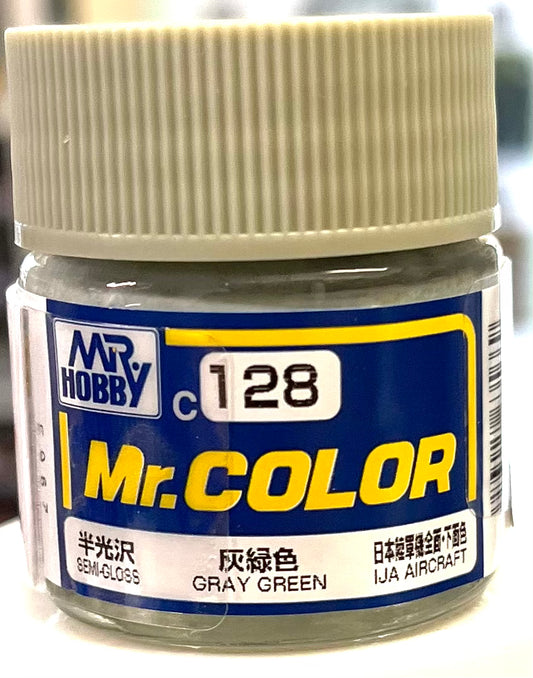 MR.
HOBBY
C 128
Mr.COLOR
半光沢
SEMI-GLOSS
灰緑色
GRAY GREEN
日本陸軍機全面・下面色
IJA AIRCRAFT